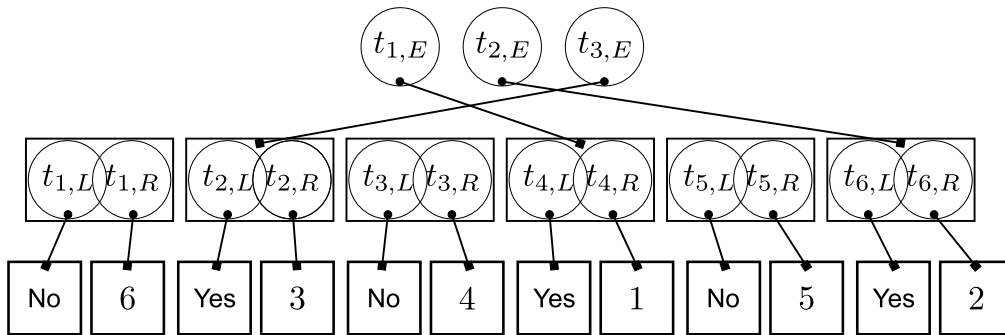 t1,E t2,E t3,E
t1,L t1,R t2,L t2,R t3,L t3,R t4,L t4,R t5,L t5,R t6,L t6,R
No 6 Yes 3 No 4 Yes 1 No 5 Yes 2